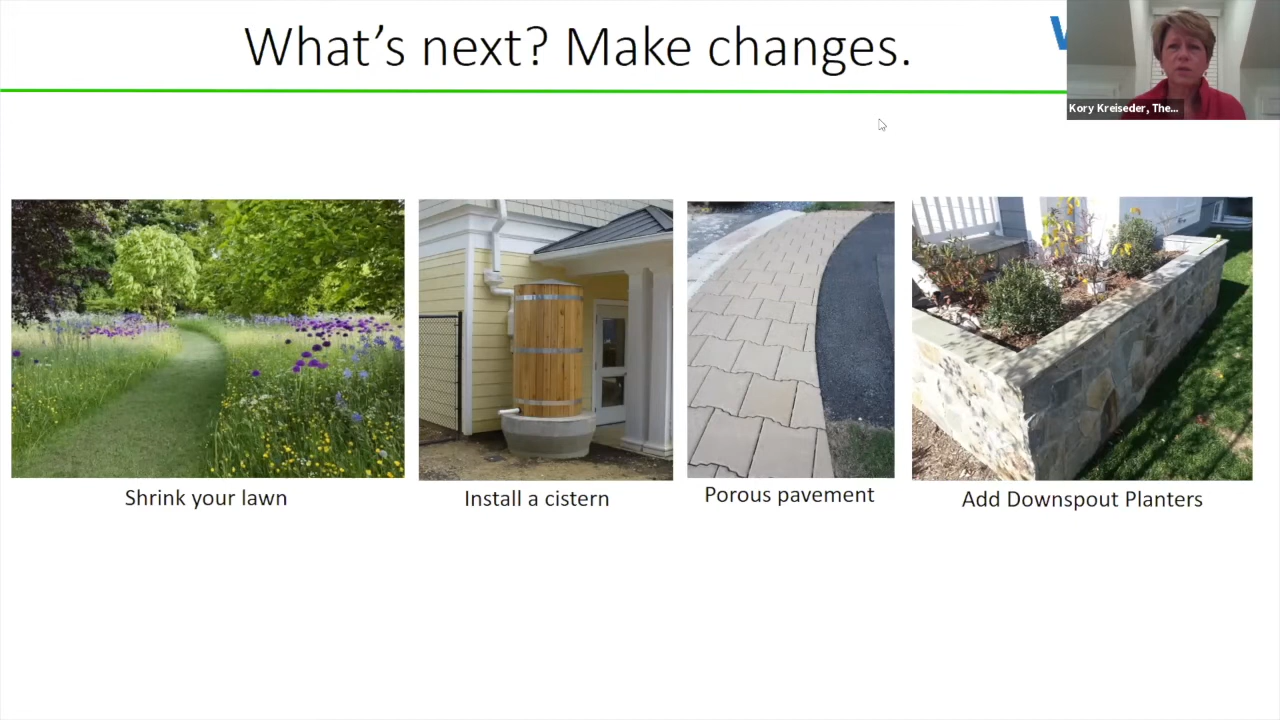 What's next? Make changes.
Kory Kreiseder, The...
Shrink your lawn
Install a cistern
Porous pavement
Add Downspout Planters